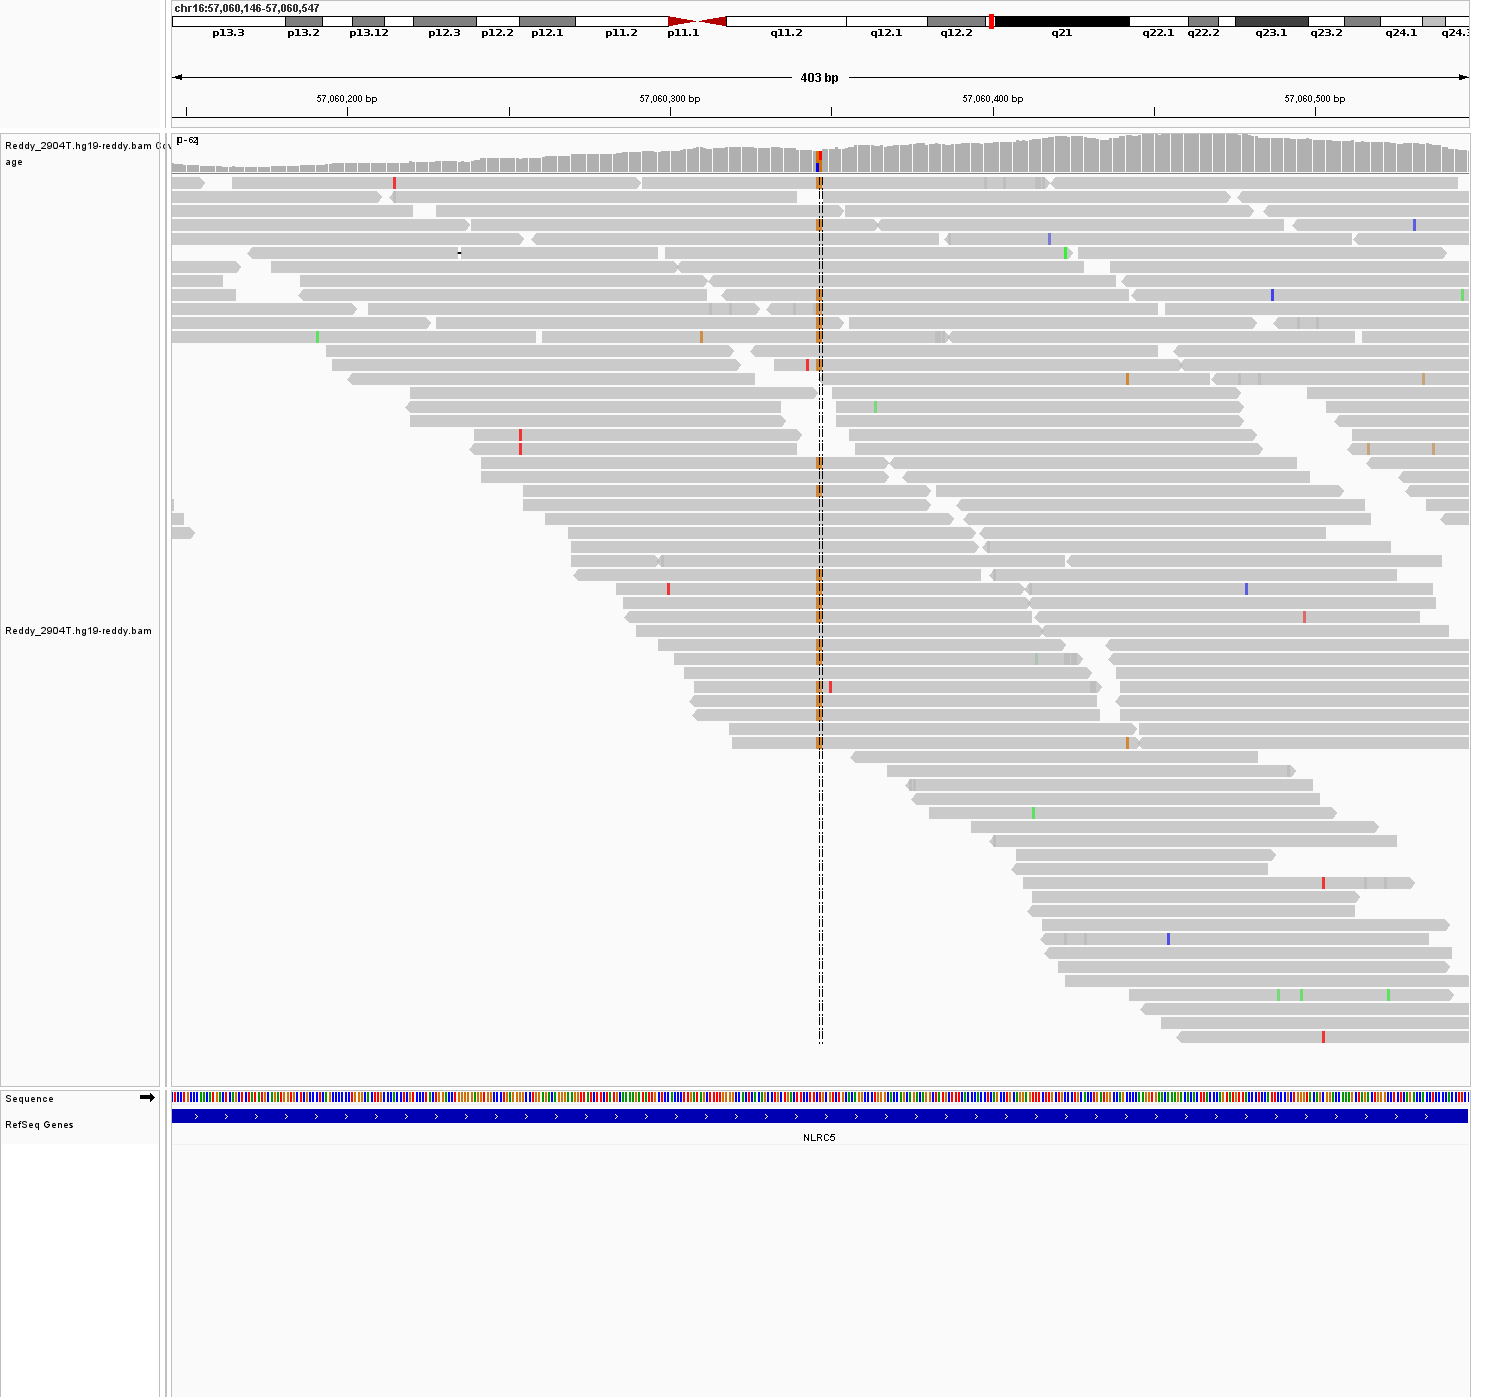 chr16:57,060,146-57,060,547
p13.3 p13.2 p13.12 p12.3 p12.2 p12.1 p11.2 p11.1 q11.2 q12.1 q12.2 q21 q22.1 q22.2 q23.1 q23.2 q24.1 q24.3
403 bp
57,060,200 bp 57,060,300 bp 57,060,400 bp 57,060,500 bp
[0-62]
Reddy_2904T.hg19-reddy.bam Cov
age
Reddy_2904T.hg19-reddy.bam
Sequence
RefSeq Genes
NLRC5